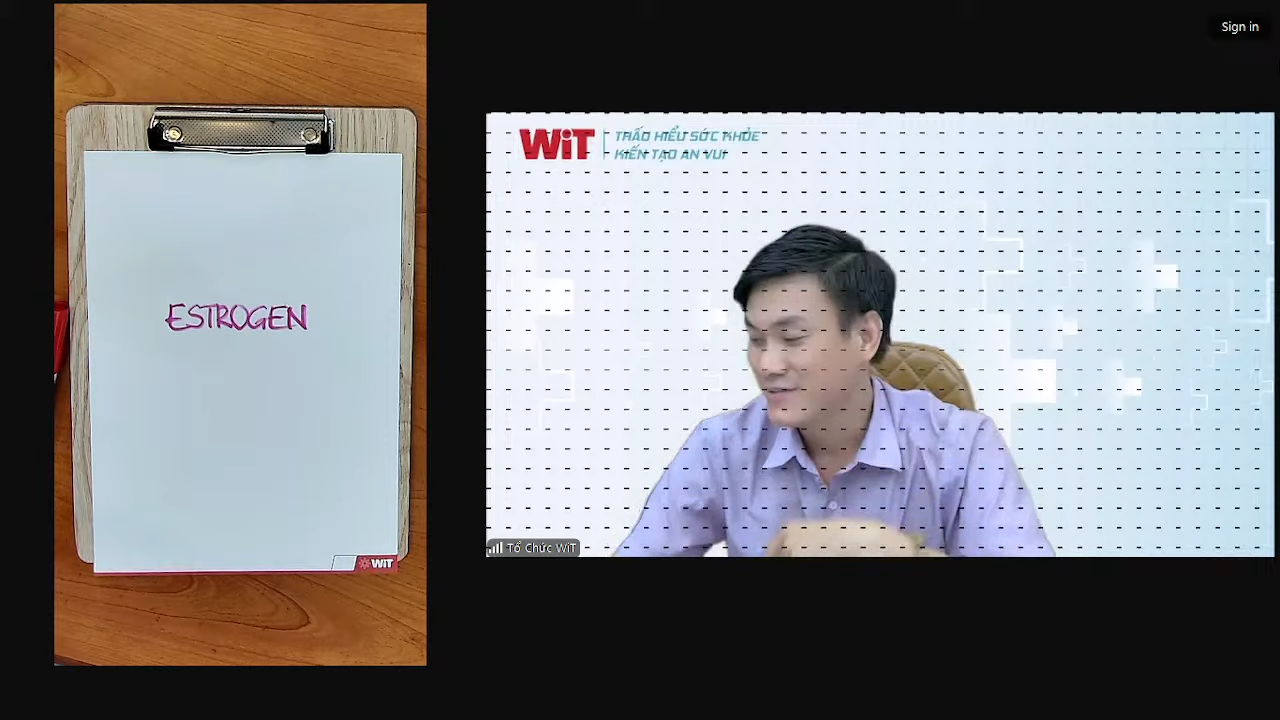 Sign in
WiT
THẤU HIỂU SỨC KHỎE
KIẾN TẠO AN VUI
ESTROGEN
Tổ Chức WiT
WiT